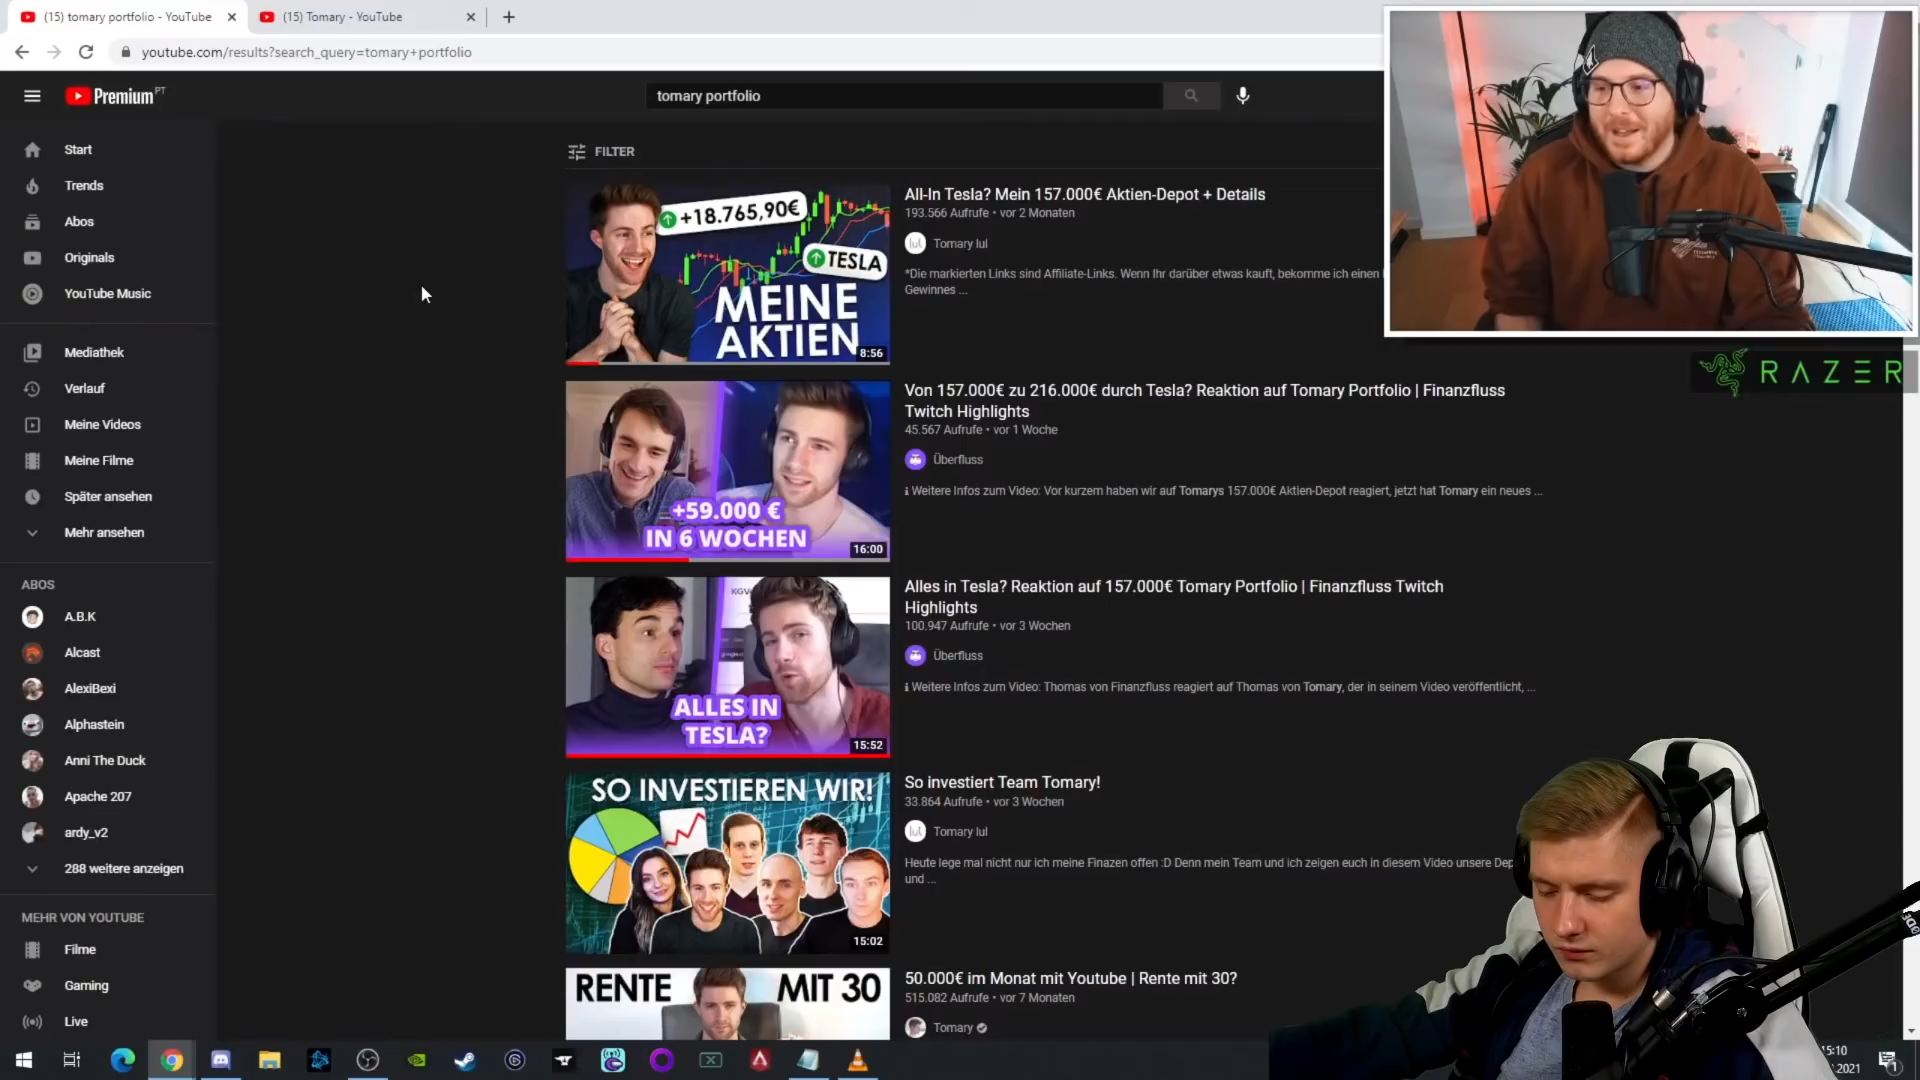 (15) tomary portfolio - YouTube
(15) Tomary - YouTube
youtube.com/results?search_query=tomary+portfolio
Premium PT
tomary portfolio
Start
Trends
Abos
Originals
YouTube Music
Mediathek
Verlauf
Meine Videos
Meine Filme
Später ansehen
Mehr ansehen
ABOS
A.B.K
Alcast
AlexiBexi
Alphastein
Anni The Duck
Apache 207
ardy_v2
288 weitere anzeigen
MEHR VON YOUTUBE
Filme
Gaming
Live
FILTER
+18.765,90€
TESLA
MEINE
AKTIEN
8:56
All-In Tesla? Mein 157.000€ Aktien-Depot + Details
193.566 Aufrufe • vor 2 Monaten
lul Tomary lul
*Die markierten Links sind Affiliate-Links. Wenn Ihr darüber etwas kauft, bekomme ich einen
Gewinnes ...
+59.000 €
IN 6 WOCHEN
16:00
Von 157.000€ zu 216.000€ durch Tesla? Reaktion auf Tomary Portfolio | Finanzfluss
Twitch Highlights
45.567 Aufrufe • vor 1 Woche
Überfluss
ℹ Weitere Infos zum Video: Vor kurzem haben wir auf Tomarys 157.000€ Aktien-Depot reagiert, jetzt hat Tomary ein neues ...
KGV
ALLES IN
TESLA?
15:52
Alles in Tesla? Reaktion auf 157.000€ Tomary Portfolio | Finanzfluss Twitch
Highlights
100.947 Aufrufe • vor 3 Wochen
Überfluss
ℹ Weitere Infos zum Video: Thomas von Finanzfluss reagiert auf Thomas von Tomary, der in seinem Video veröffentlicht, ...
SO INVESTIEREN WIR!
15:02
So investiert Team Tomary!
33.864 Aufrufe • vor 3 Wochen
lul Tomary lul
Heute lege mal nicht nur ich meine Finazen offen :D Denn mein Team und ich zeigen euch in diesem Video unsere Dep
und ...
RENTE MIT 30
50.000€ im Monat mit Youtube | Rente mit 30?
515.082 Aufrufe • vor 7 Monaten
Tomary
RAZER
15:10
.2021
1